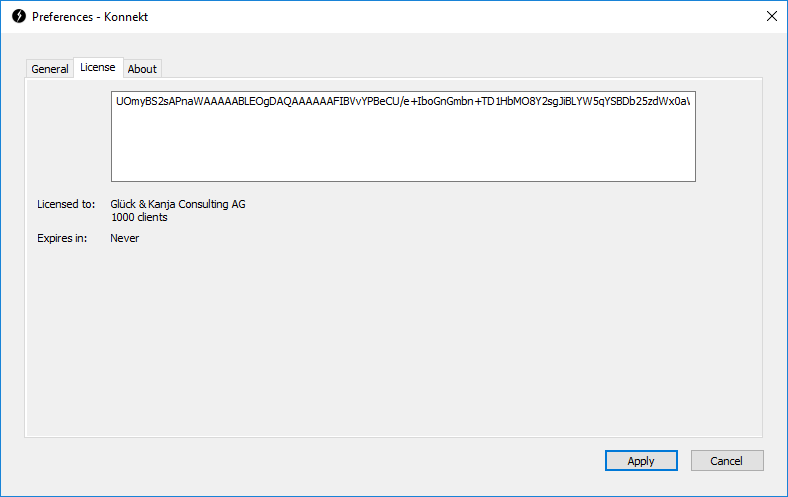 Preferences - Konnekt
General License About
UOmyBS2sAPnaWAAAAABLEOgDAQAAAAAAFIBVvYPBeCU/e+IboGnGmbn+TD1HbMO8Y2sgJiBLYW5qYSBDb25zdWx0a\
Licensed to: Glück & Kanja Consulting AG
1000 clients
Expires in: Never
Apply Cancel